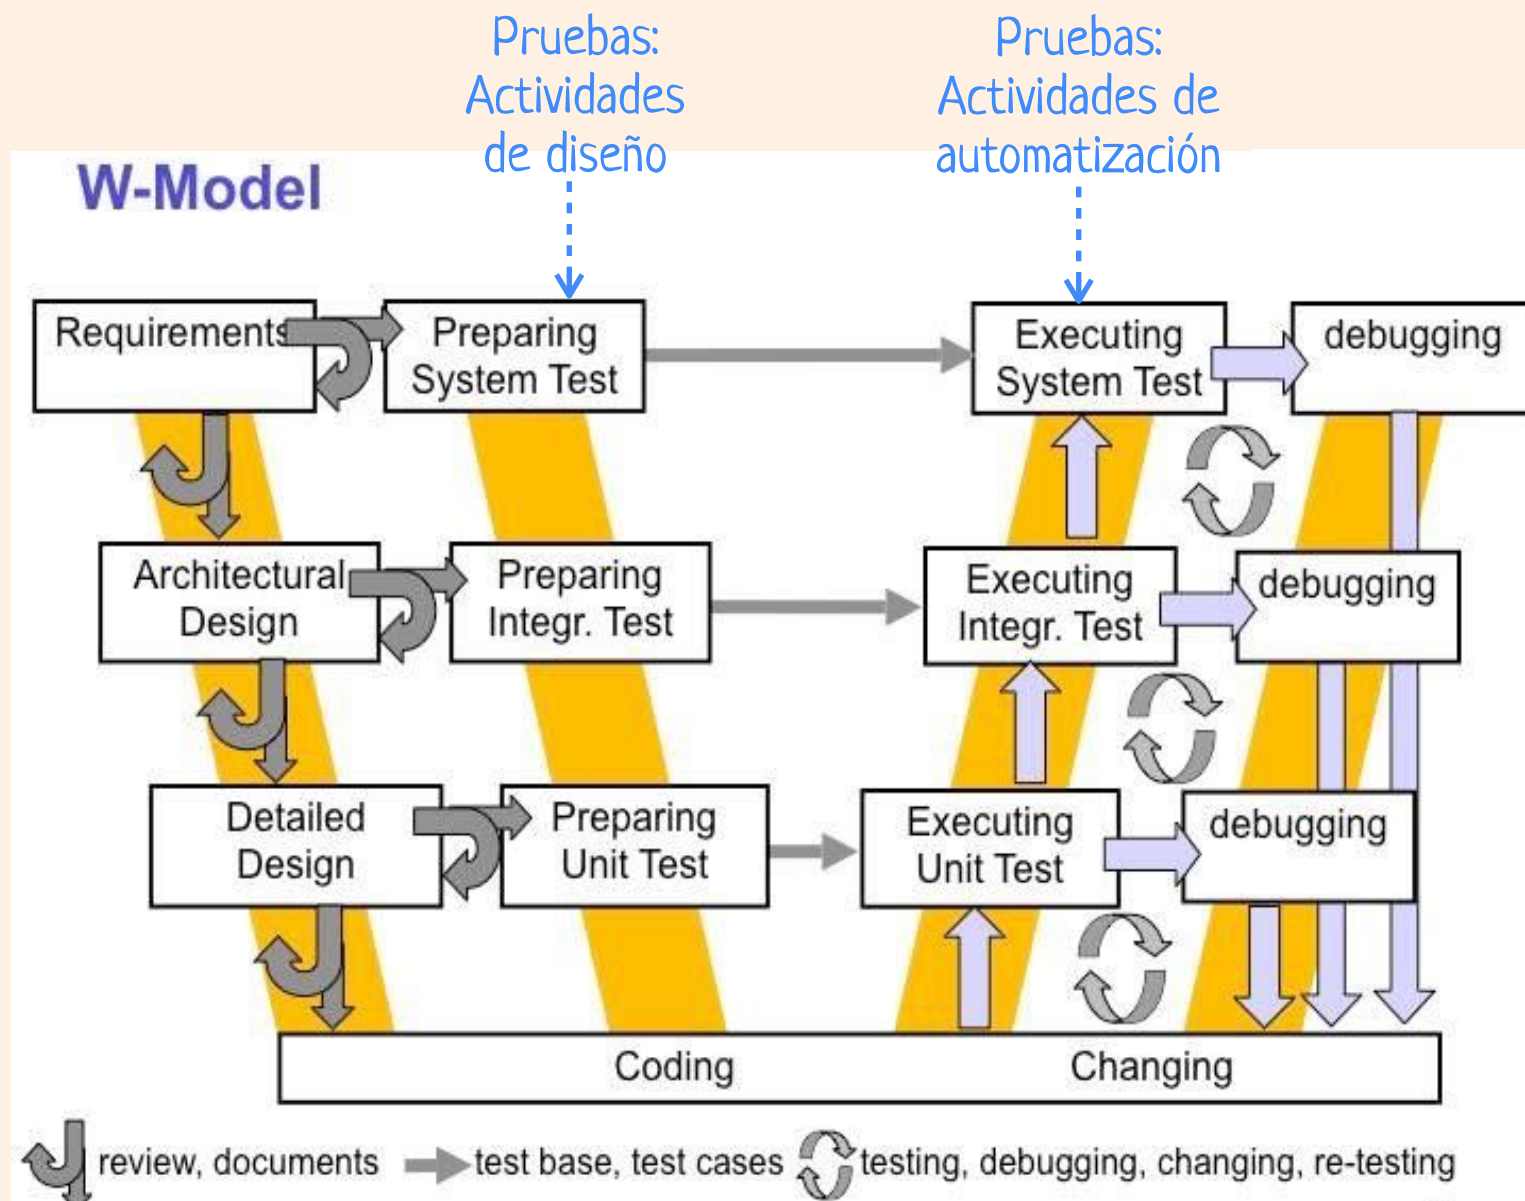 Pruebas:
Actividades
de diseño
Pruebas:
Actividades de
automatización
W-Model
Requirements
Preparing
System Test
Executing
System Test
debugging
Architectural
Design
Preparing
Integr. Test
Executing
Integr. Test
debugging
Detailed
Design
Preparing
Unit Test
Executing
Unit Test
debugging
Coding
Changing
review, documents
test base, test cases
testing, debugging, changing, re-testing